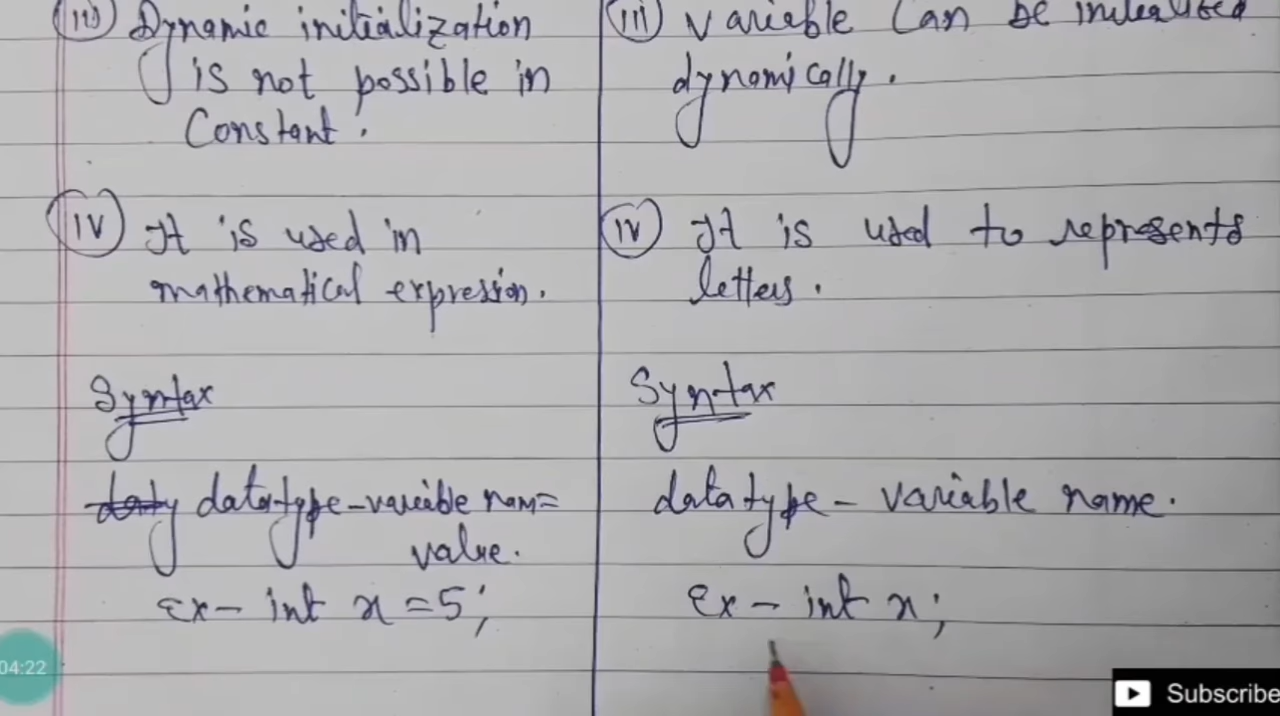 (iii) Dynamic initialization
is not possible in
Constant.
(iv) It is used in
mathematical expression.
Syntax
datatype-variable nam=
value.
Ex- int x=5;
(iii) Variable Can be initialized
dynamically.
(iv) It is used to represents
letters.
Syntax
datatype - variable name.
Ex - int x;
04:22
Subscribe